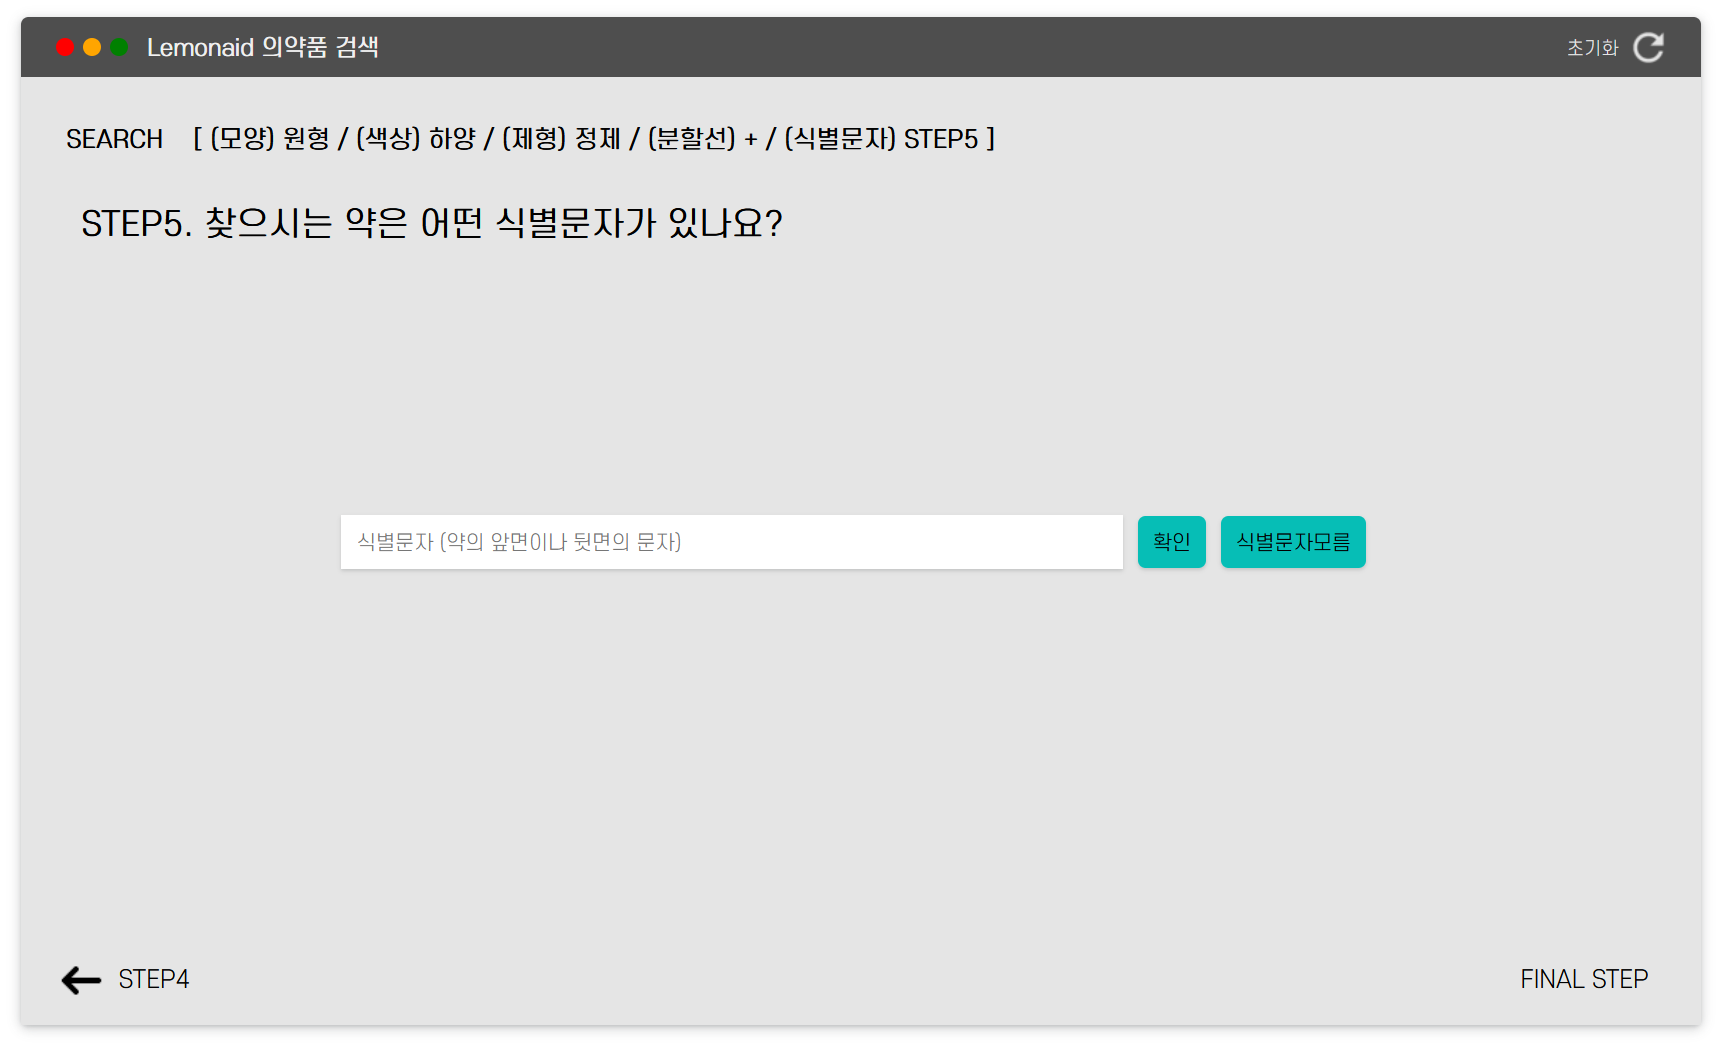 Lemonaid 의약품 검색
초기화
SEARCH [ (모양) 원형 / (색상) 하양 / (제형) 정제 / (분할선) + / (식별문자) STEP5 ]
STEP5. 찾으시는 약은 어떤 식별문자가 있나요?
식별문자 (약의 앞면이나 뒷면의 문자)
확인
식별문자모름
STEP4
FINAL STEP